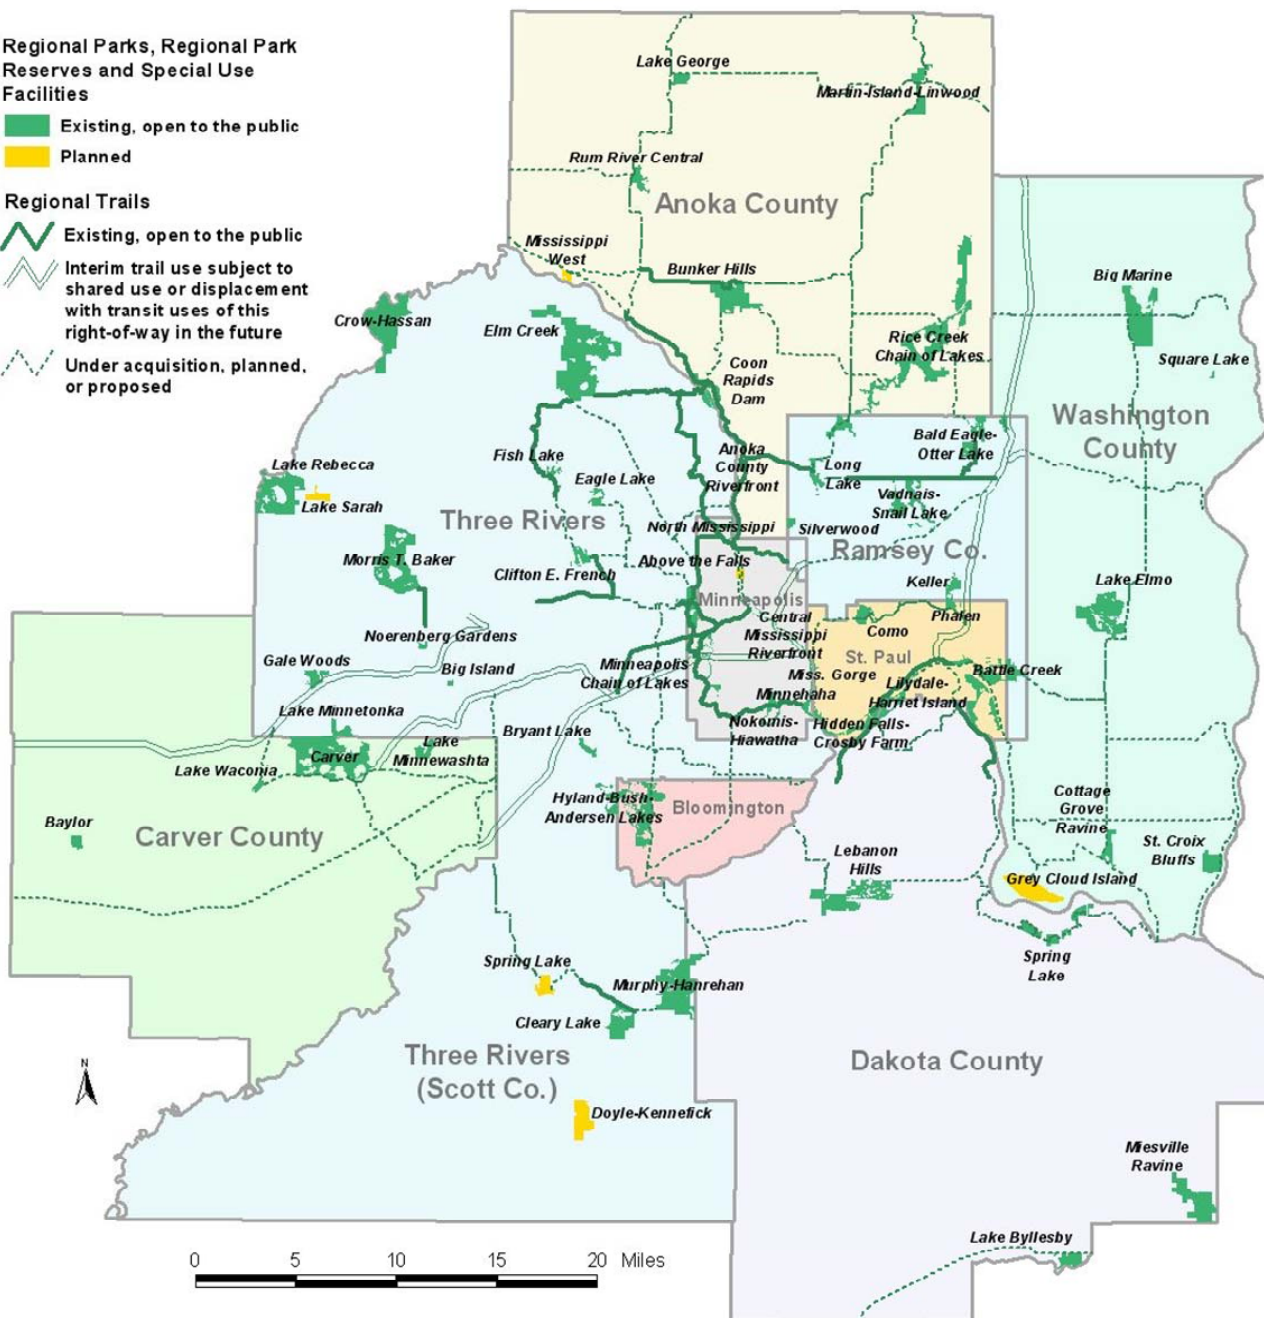 Regional Parks, Regional Park
Reserves and Special Use
Facilities
Existing, open to the public
Planned
Regional Trails
Existing, open to the public
Interim trail use subject to
shared use or displacement
with transit uses of this
right-of-way in the future
Under acquisition, planned,
or proposed
Lake George
Martin-Island-Linwood
Rum River Central
Anoka County
Mississippi
West
Bunker Hills
Big Marine
Crow-Hassan
Elm Creek
Rice Creek
Chain of Lakes
Square Lake
Coon
Rapids
Dam
Washington
County
Bald Eagle-
Otter Lake
Anoka
County
Riverfront
Fish Lake
Long
Lake
Lake Rebecca
Lake Sarah
Eagle Lake
Vadnais-
Snail Lake
Three Rivers
North Mississippi
Silverwood
Ramsey Co.
Morris T. Baker
Above the Falls
Clifton E. French
Keller
Lake Elmo
Minneapolis
Central
Mississippi
Riverfront
Como
Phalen
Noerenberg Gardens
St. Paul
Gale Woods
Big Island
Minneapolis
Chain of Lakes
Miss. Gorge
Battle Creek
Lilydale-
Harriet Island
Minnehaha
Lake Minnetonka
Nokomis-
Hiawatha
Hidden Falls-
Crosby Farm
Bryant Lake
Lake
Minnewashta
Carver
Lake Waconia
Hyland-Bush-
Andersen Lakes
Bloomington
Cottage
Grove
Ravine
Baylor
Carver County
St. Croix
Bluffs
Lebanon
Hills
Grey Cloud Island
Spring Lake
Spring
Lake
Murphy-Hanrehan
Cleary Lake
Three Rivers
(Scott Co.)
Dakota County
N
Doyle-Kennefick
Miesville
Ravine
Lake Byllesby
0 5 10 15 20 Miles